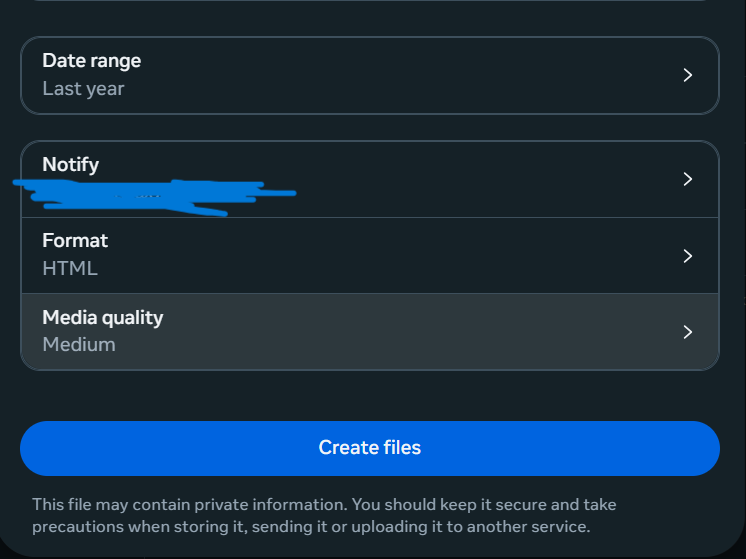 Date range
Last year
Notify
Format
HTML
Media quality
Medium
Create files
This file may contain private information. You should keep it secure and take
precautions when storing it, sending it or uploading it to another service.